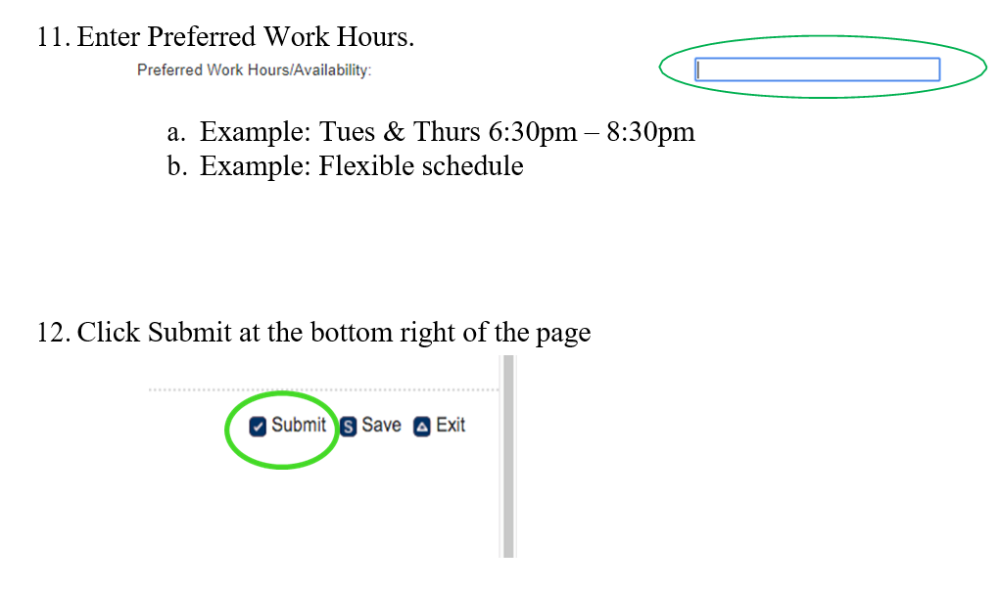 11. Enter Preferred Work Hours.
Preferred Work Hours/Availability:
a. Example: Tues & Thurs 6:30pm – 8:30pm
b. Example: Flexible schedule
12. Click Submit at the bottom right of the page
Submit S Save Exit